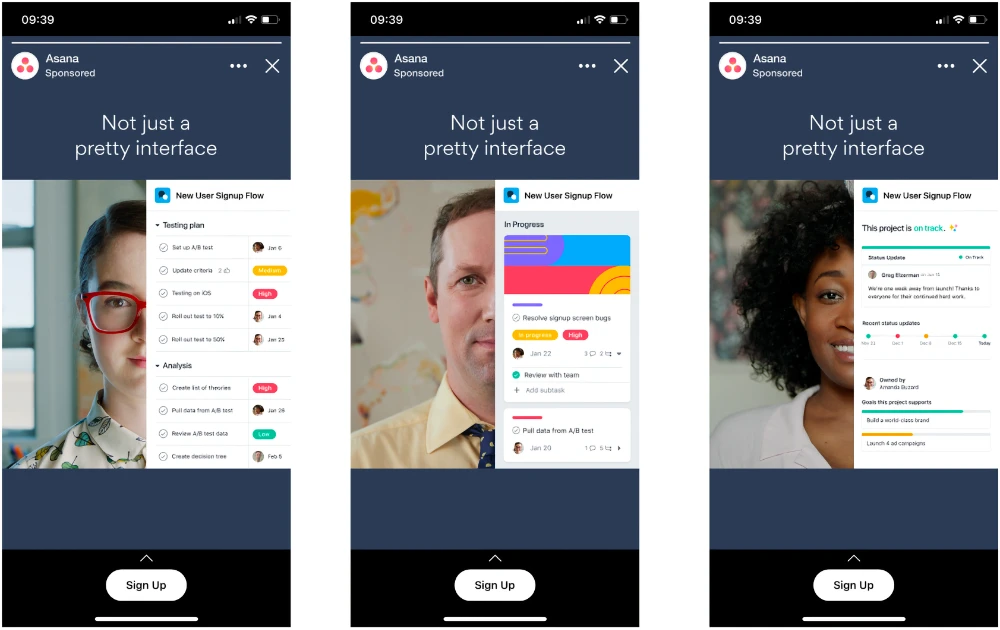 09:39
Asana
Sponsored
Not just a
pretty interface
New User Signup Flow
Testing plan
Set up A/B test
Jan 6
Update criteria 2
Medium
Testing on iOS
High
Roll out test to 10%
Jan 4
Roll out test to 50%
Jan 25
Analysis
Create list of theories
High
Pull data from A/B test
Jan 28
Review A/B test data
Low
Create decision tree
Feb 5
Sign Up
09:39
Asana
Sponsored
Not just a
pretty interface
New User Signup Flow
In Progress
Resolve signup screen bugs
In progress High
Jan 22 3 2
Review with team
+ Add subtask
Pull data from A/B test
Jan 20 1 5
Sign Up
09:39
Asana
Sponsored
Not just a
pretty interface
New User Signup Flow
This project is on track.
Status Update On Track
Greg Elzerman
We're one week away from launch! Thanks to
everyone for their continued hard work.
Recent status updates
Nov 23 Dec 1 Dec 8 Dec 15 Today
Owned by
Amanda Buzard
Goals this project supports
Build a world-class brand
Launch 4 ad campaigns
Sign Up